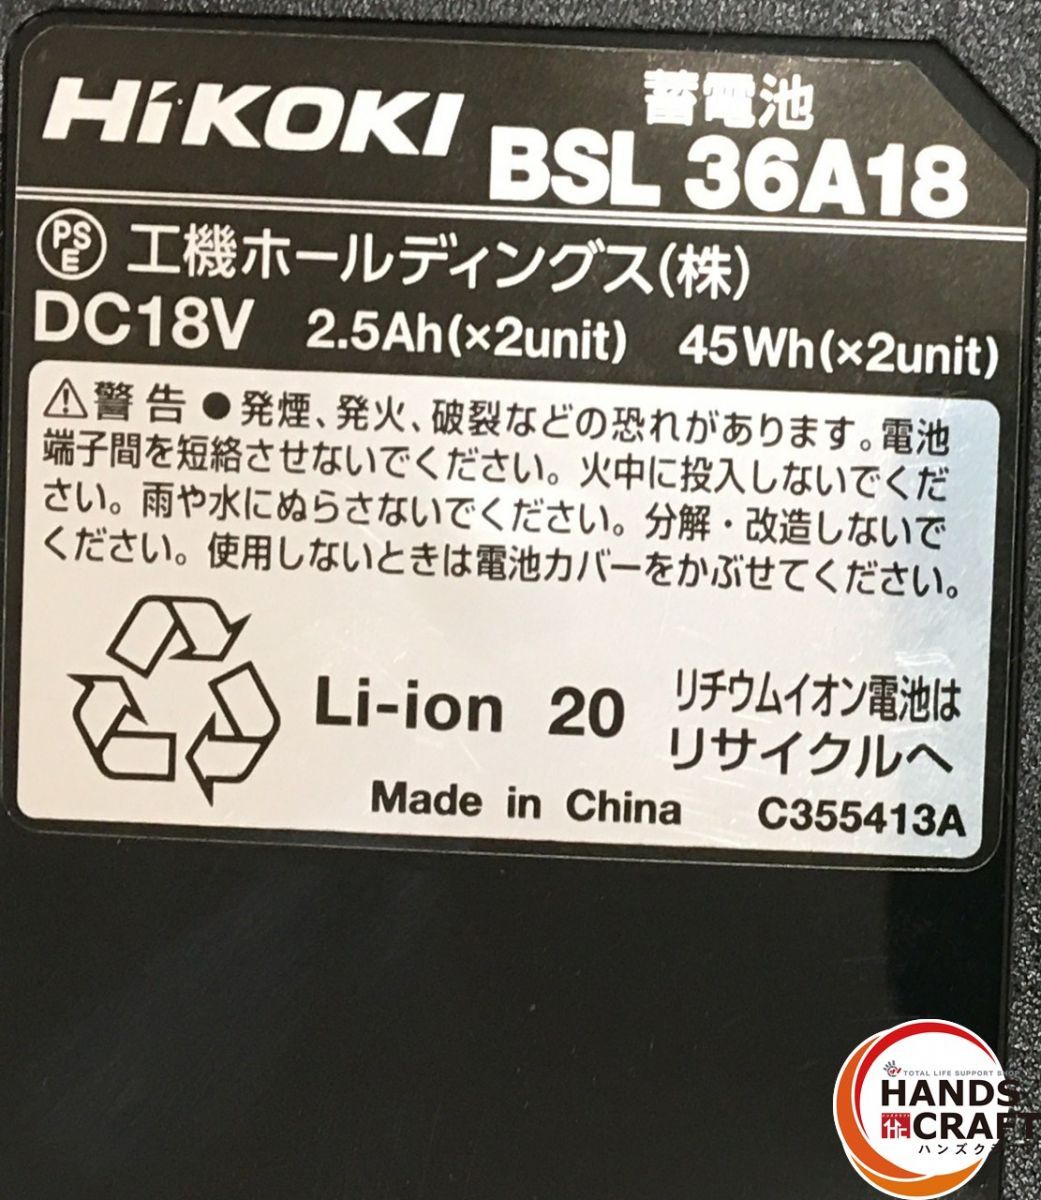 HiKOKI
蓄電池
BSL 36A18
PS
E
工機ホールディングス(株)
DC18V 2.5Ah(×2unit) 45Wh(×2unit)
⚠警告 ●発煙、発火、破裂などの恐れがあります。電池
端子間を短絡させないでください。火中に投入しないでくだ
さい。雨や水にぬらさないでください。分解・改造しないで
ください。使用しないときは電池カバーをかぶせてください。
Li-ion 20
リチウムイオン電池は
リサイクルへ
Made in China C355413A
TOTAL LIFE SUPPORT
HANDS
CRAFT
ハンズク